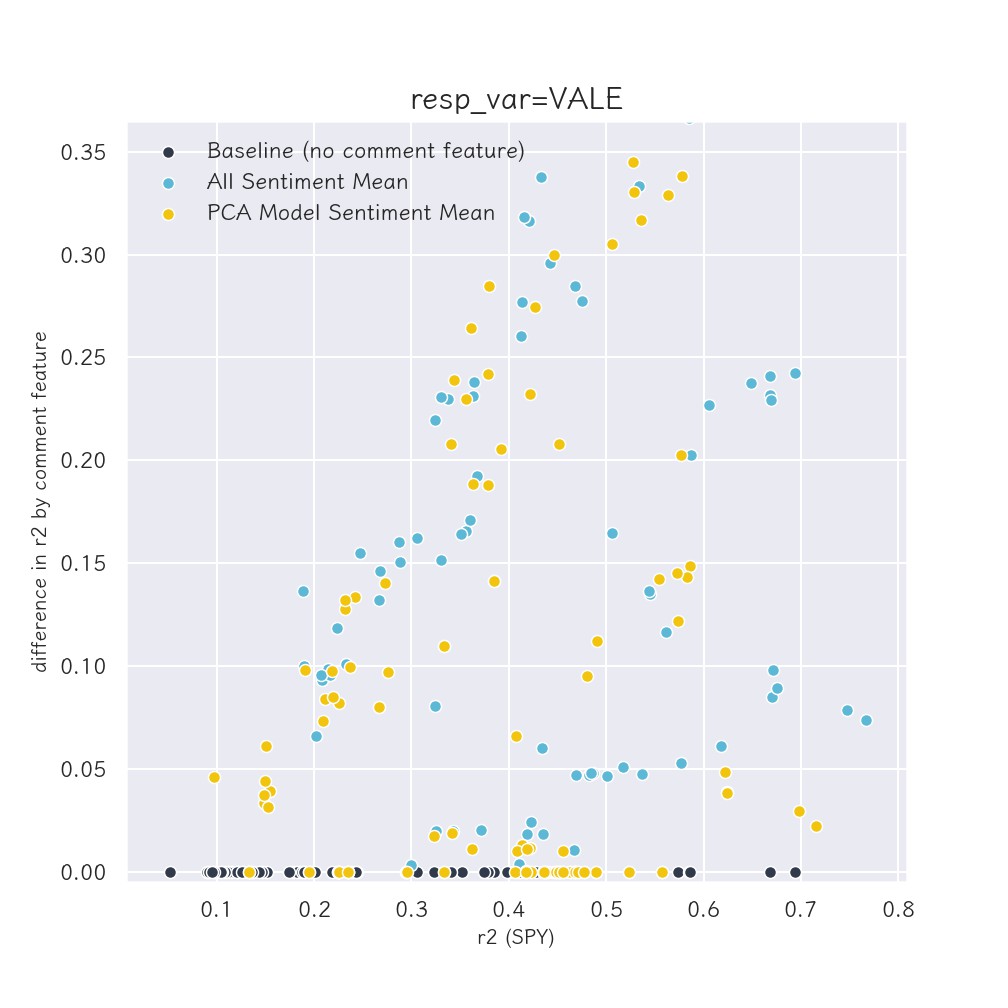 resp_var=VALE
Baseline (no comment feature)
All Sentiment Mean
PCA Model Sentiment Mean
difference in r2 by comment feature
0.35
0.30
0.25
0.20
0.15
0.10
0.05
0.00
0.1 0.2 0.3 0.4 0.5 0.6 0.7 0.8
r2 (SPY)